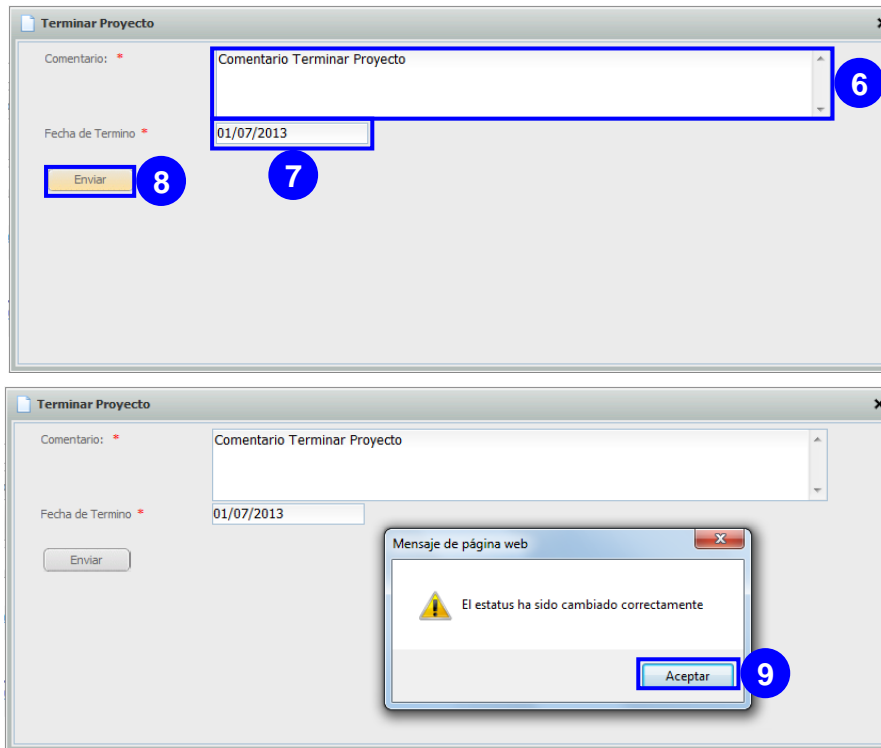 Terminar Proyecto
Comentario: *
Comentario Terminar Proyecto
6
Fecha de Termino *
01/07/2013
Enviar
8
7
Terminar Proyecto
Comentario: *
Comentario Terminar Proyecto
Fecha de Termino *
01/07/2013
Enviar
Mensaje de página web
El estatus ha sido cambiado correctamente
Aceptar
9